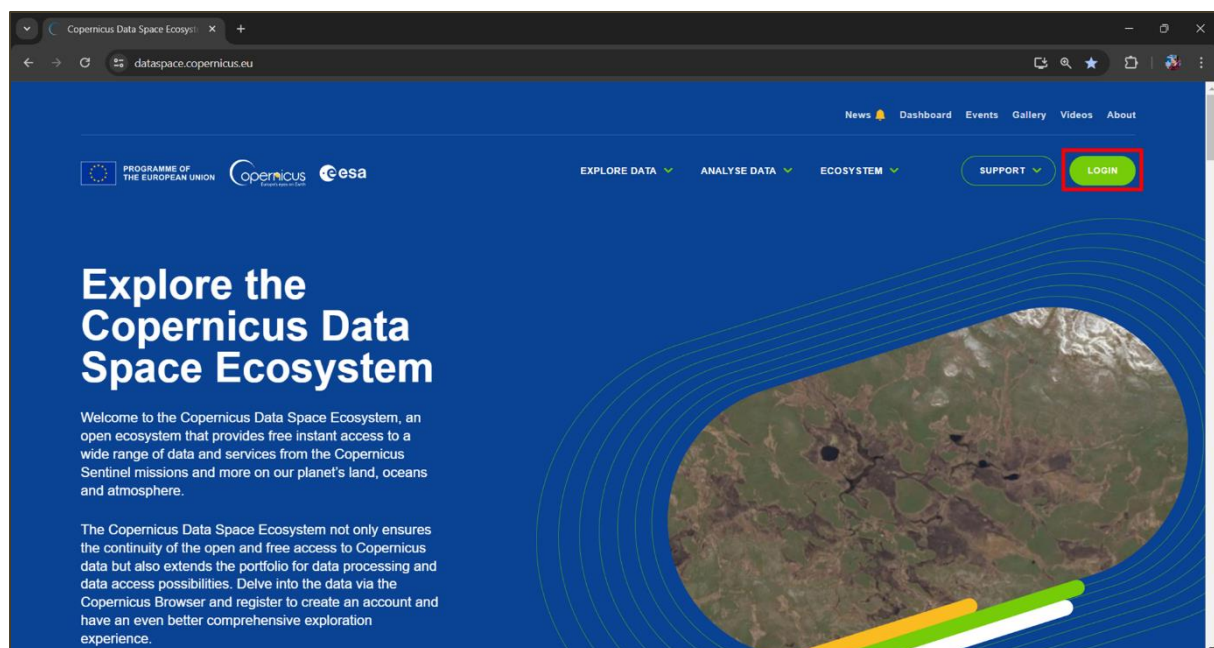 Copernicus Data Space Ecosyst
dataspace.copernicus.eu
News Dashboard Events Gallery Videos About
PROGRAMME OF
THE EUROPEAN UNION
opernicus
Europe's eyes on Earth
esa
EXPLORE DATA ANALYSE DATA ECOSYSTEM SUPPORT LOGIN
Explore the
Copernicus Data
Space Ecosystem
Welcome to the Copernicus Data Space Ecosystem, an
open ecosystem that provides free instant access to a
wide range of data and services from the Copernicus
Sentinel missions and more on our planet's land, oceans
and atmosphere.
The Copernicus Data Space Ecosystem not only ensures
the continuity of the open and free access to Copernicus
data but also extends the portfolio for data processing and
data access possibilities. Delve into the data via the
Copernicus Browser and register to create an account and
have an even better comprehensive exploration
experience.